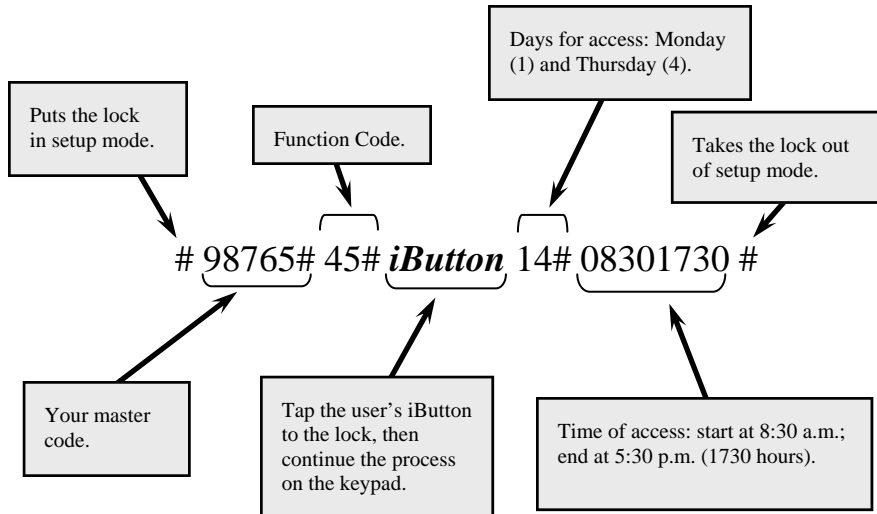 Days for access: Monday
(1) and Thursday (4).
Puts the lock
in setup mode.
Function Code.
Takes the lock out
of setup mode.
# 98765# 45# iButton 14# 08301730 #
Your master
code.
Tap the user’s iButton
to the lock, then
continue the process
on the keypad.
Time of access: start at 8:30 a.m.;
end at 5:30 p.m. (1730 hours).